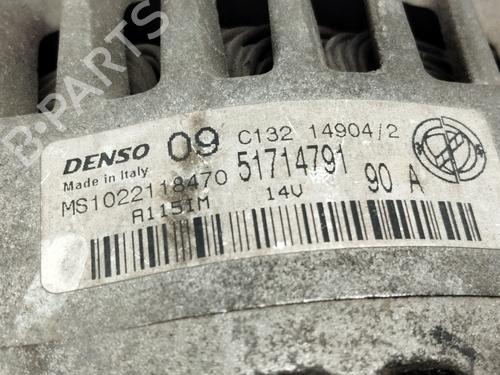 B-PARTS
DENSO 09 C132 14904/2
Made in Italy 51714791
MS1022118470 14V 90 A
A115IM